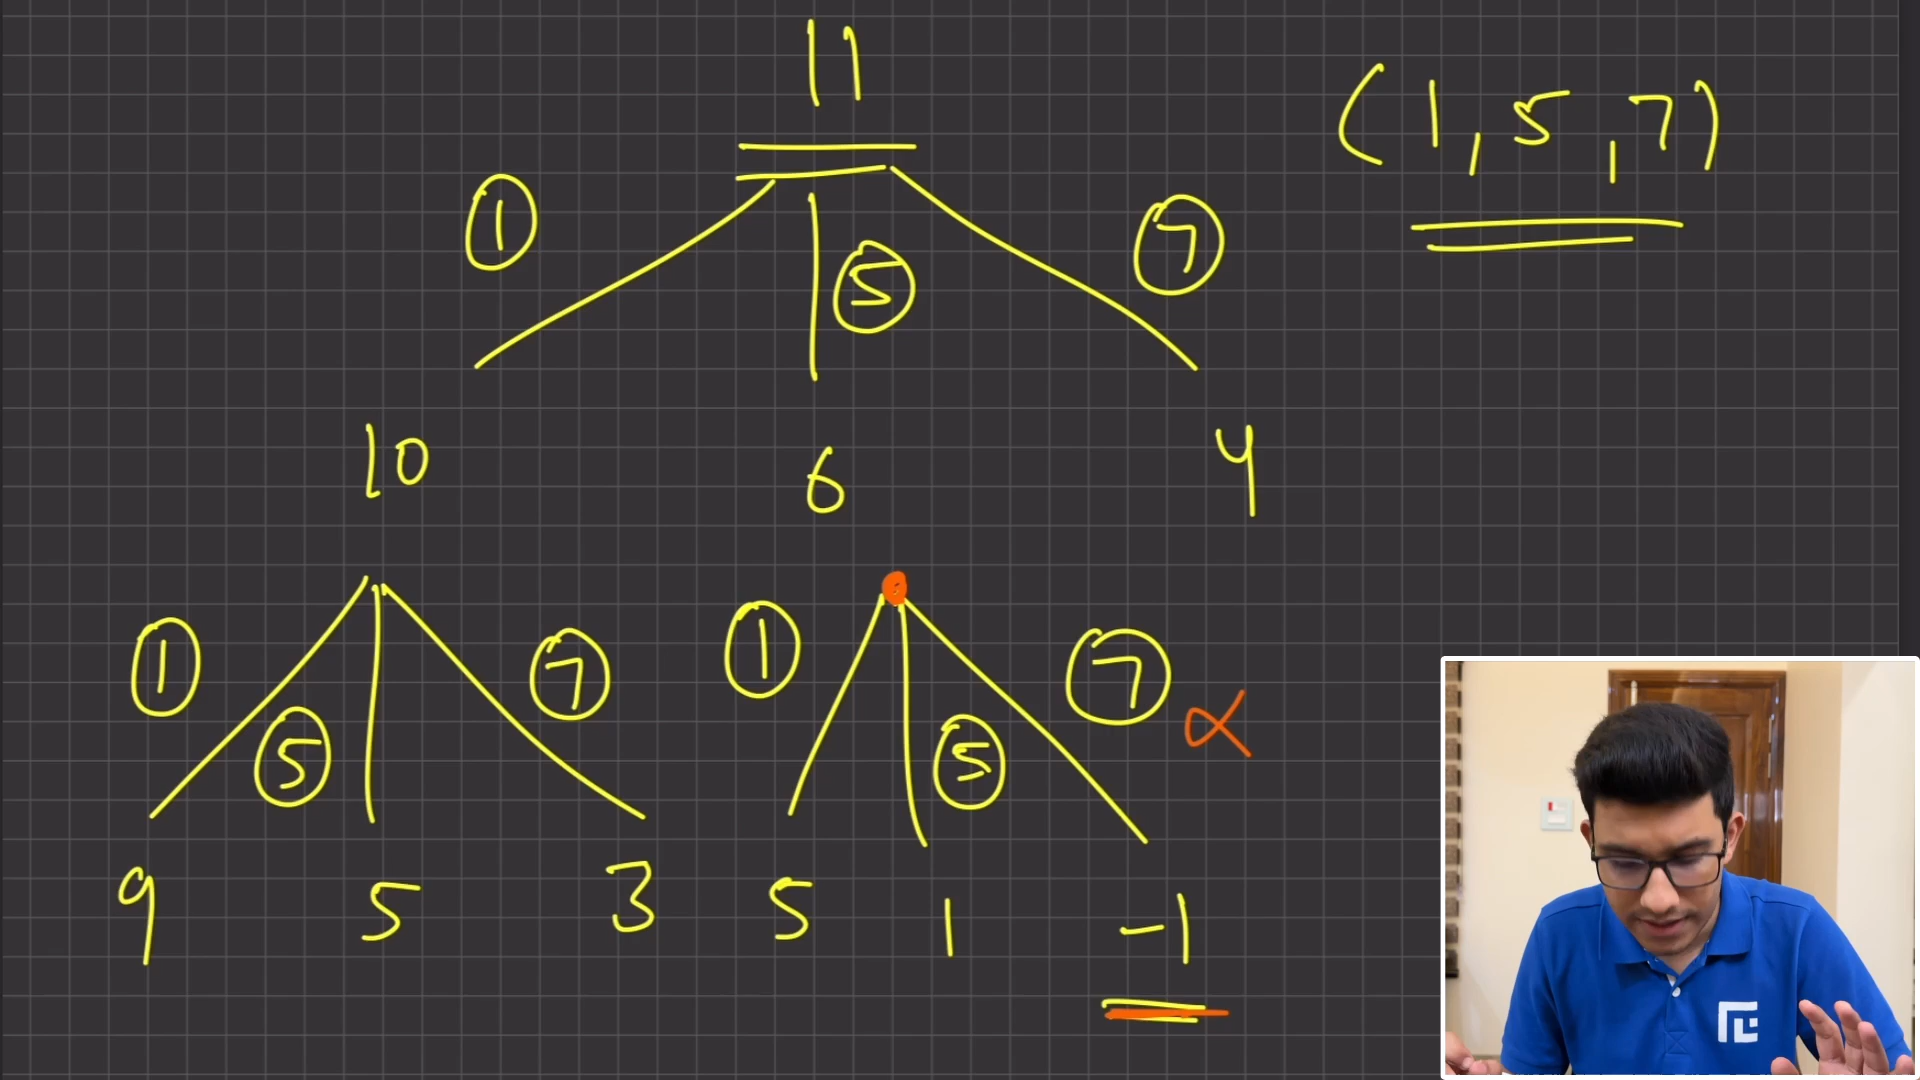 11
(1,5,7)
① ⑤ ⑦
10 6 4
① ⑤ ⑦ ① ⑤ ⑦ ∝
9 5 3 5 1 -1